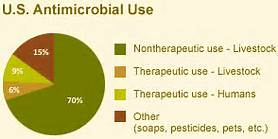 U.S. Antimicrobial Use
15%
9%
6%
70%
Nontherapeutic use - Livestock
Therapeutic use - Livestock
Therapeutic use - Humans
Other
(soaps, pesticides, pets, etc.)